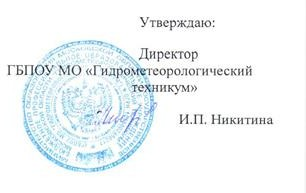 Утверждаю:
Директор
ГБПОУ МО «Гидрометеорологический
техникум»
И.П. Никитина